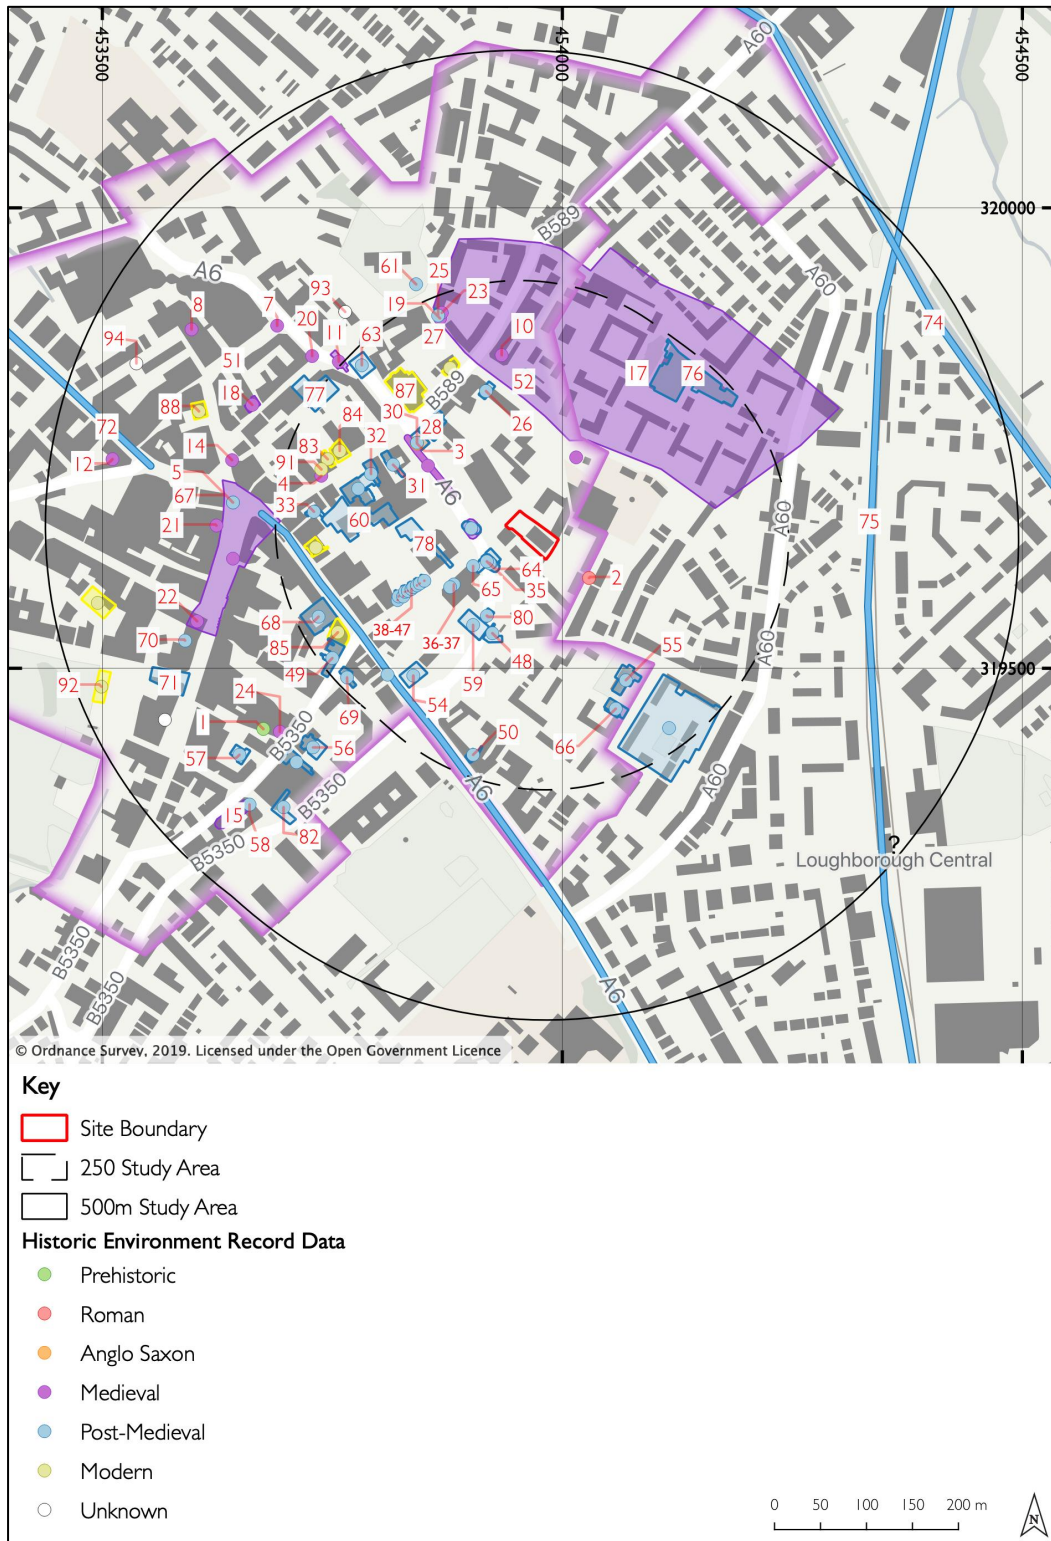 453500
454000
454500
A60
320000
B589
A6
61
25
93
19
23
8
7
20
11
63
27
10
74
94
A60
51
B589
17
76
77
87
52
18
84
30
88
26
28
72
32
83
3
14
91
12
5
4
31
A6
67
33
60
75
21
78
A60
64
2
65
35
22
68
80
38-47
36-37
70
85
48
55
A60
49
59
319500
92
71
24
69
54
1
B5350
50
66
57
56
A6
A60
B5350
15
58
82
B5350
?
Loughborough Central
B5350
B5350
A6
© Ordnance Survey, 2019. Licensed under the Open Government Licence
Key
Site Boundary
250 Study Area
500m Study Area
Historic Environment Record Data
Prehistoric
Roman
Anglo Saxon
Medieval
Post-Medieval
Modern
Unknown
0 50 100 150 200 m
N